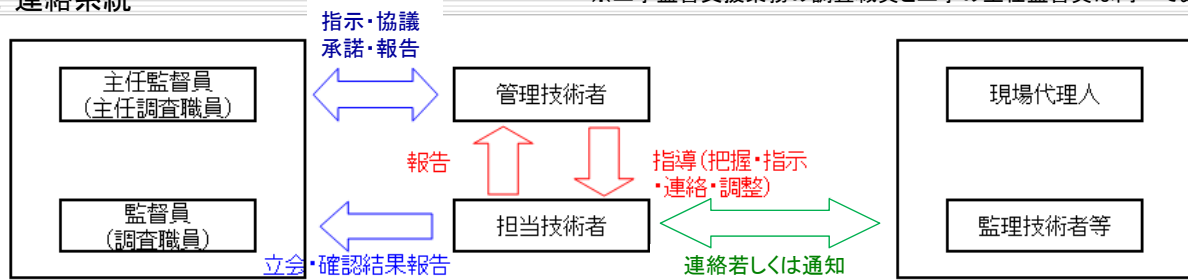 連絡系統
指示・協議
承諾・報告
主任監督員
(主任調査職員)
管理技術者
現場代理人
報告
指導(把握・指示
・連絡・調整)
監督員
(調査職員)
担当技術者
監理技術者等
立会・確認結果報告
連絡若しくは通知